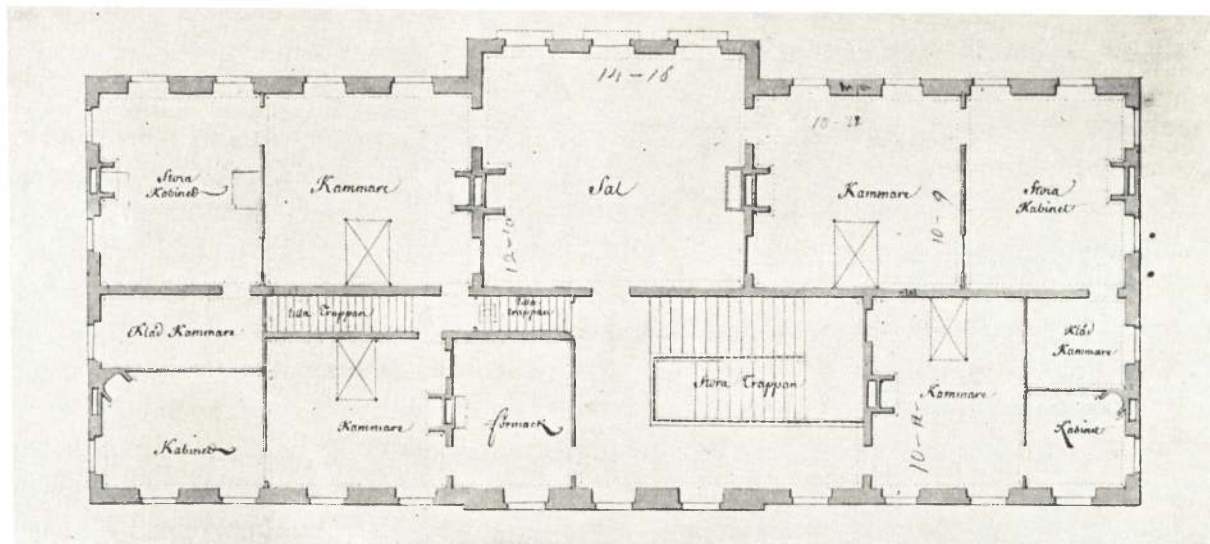 14-16
10-12
Stora
Kabinet
Kammare
Sal
Kammare
10-9
Stora
Kabinet
12-10
lilla Trappan
lilla
trappan
Kläd Kammare
Kläd
Kammare
Stora Trappan
Kammare
Kammare
förmack
10-11
Kabinet
Kabinet